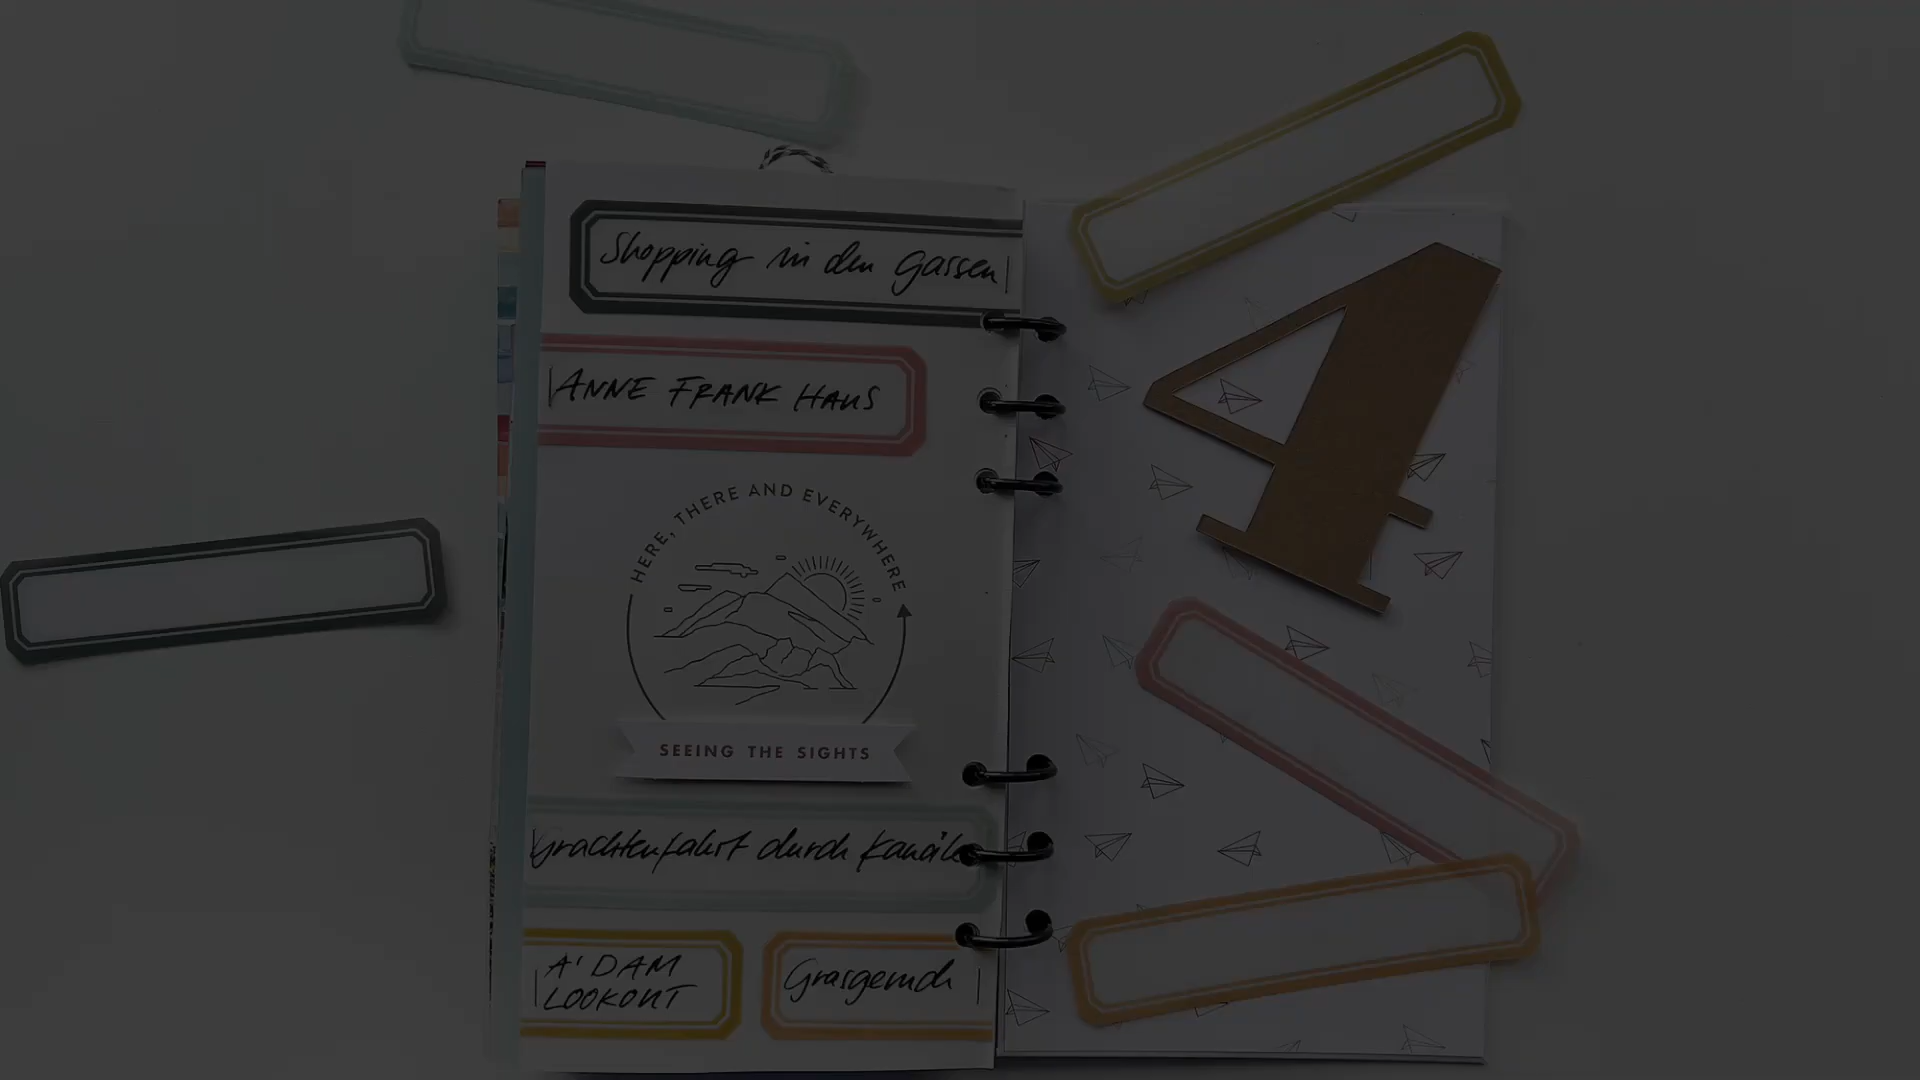 Shopping in den Gassen
ANNE FRANK HAUS
HERE, THERE AND EVERYWHERE
SEEING THE SIGHTS
Grachtenfahrt durch Kanäle
A'DAM
LOOKOUT
Grasgeruch
4